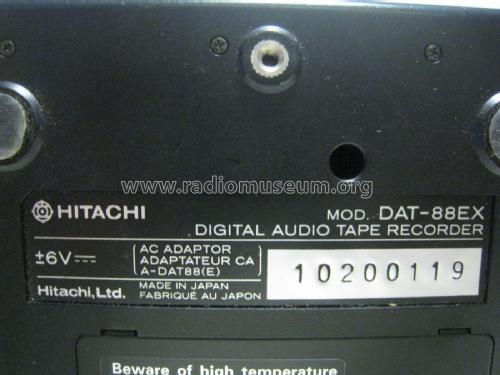 www.radiomuseum.org
HITACHI MOD. DAT-88EX
DIGITAL AUDIO TAPE RECORDER
±6V⎓ AC ADAPTOR
ADAPTATEUR CA
A-DAT88(E)
10200119
Hitachi, Ltd. MADE IN JAPAN
FABRIQUÉ AU JAPON
Beware of high temperature